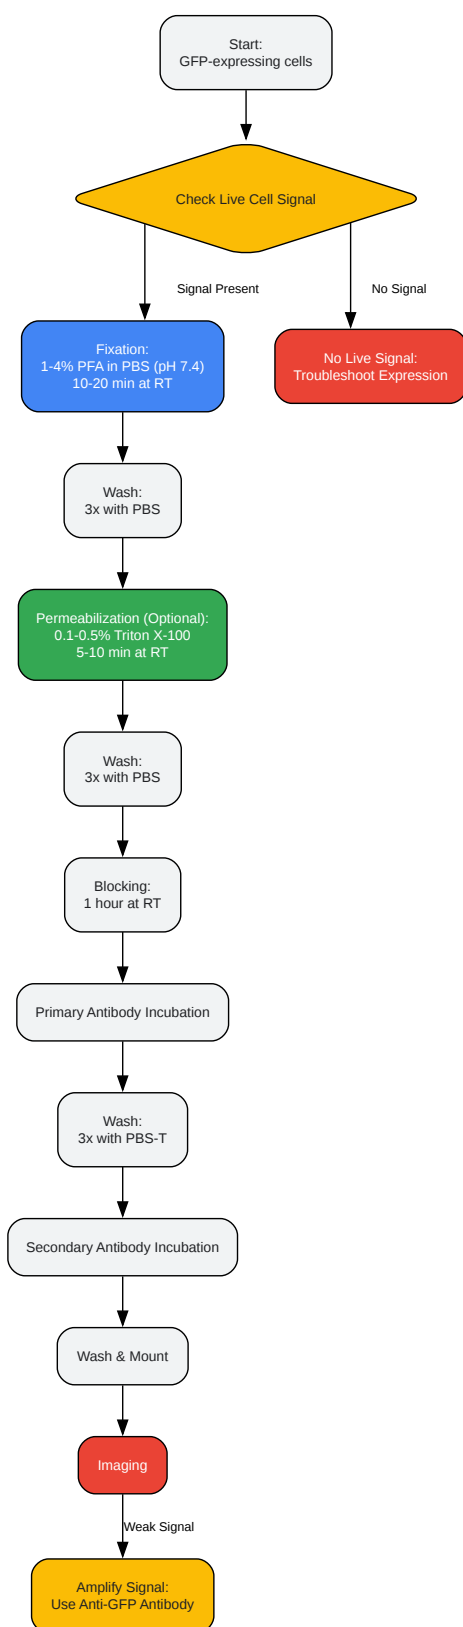 Start:
GFP-expressing cells
Check Live Cell Signal
Signal Present
No Signal
Fixation:
1-4% PFA in PBS (pH 7.4)
10-20 min at RT
No Live Signal:
Troubleshoot Expression
Wash:
3x with PBS
Permeabilization (Optional):
0.1-0.5% Triton X-100
5-10 min at RT
Wash:
3x with PBS
Blocking:
1 hour at RT
Primary Antibody Incubation
Wash:
3x with PBS-T
Secondary Antibody Incubation
Wash & Mount
Imaging
Weak Signal
Amplify Signal:
Use Anti-GFP Antibody